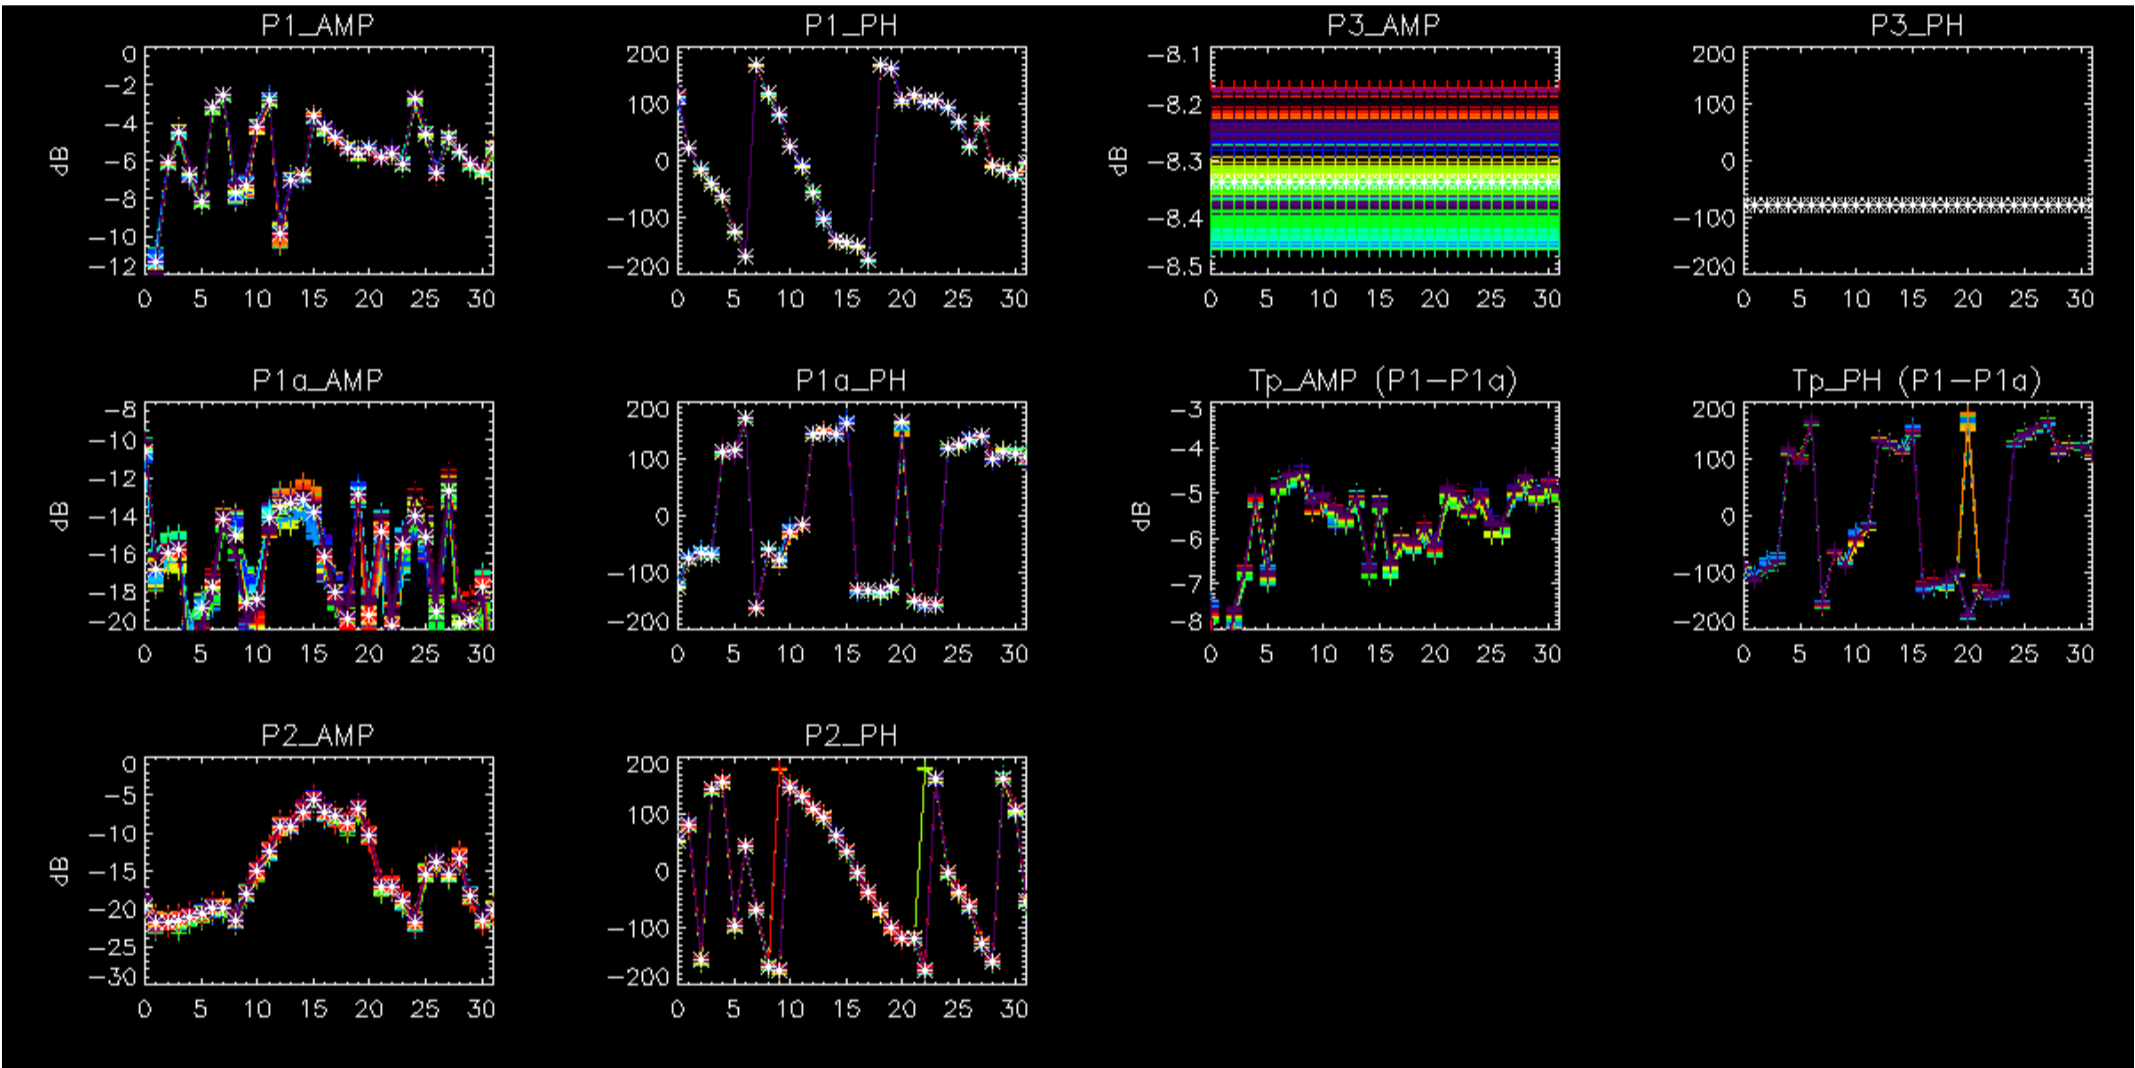 P1_AMP
0
-2
-4
-6
-8
-10
-12
dB
0 5 10 15 20 25 30
P1_PH
200
100
0
-100
-200
0 5 10 15 20 25 30
P3_AMP
-8.1
-8.2
-8.3
-8.4
-8.5
dB
0 5 10 15 20 25 30
P3_PH
200
100
0
-100
-200
0 5 10 15 20 25 30
P1a_AMP
-8
-10
-12
-14
-16
-18
-20
dB
0 5 10 15 20 25 30
P1a_PH
200
100
0
-100
-200
0 5 10 15 20 25 30
Tp_AMP (P1-P1a)
-3
-4
-5
-6
-7
-8
dB
0 5 10 15 20 25 30
Tp_PH (P1-P1a)
200
100
0
-100
-200
0 5 10 15 20 25 30
P2_AMP
0
-5
-10
-15
-20
-25
-30
dB
0 5 10 15 20 25 30
P2_PH
200
100
0
-100
-200
0 5 10 15 20 25 30